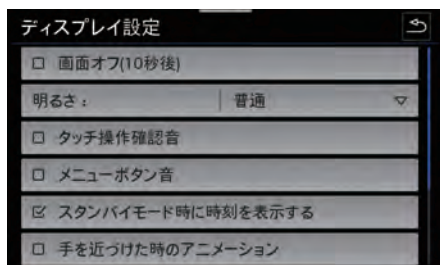 ディスプレイ設定
画面オフ(10秒後)
明るさ： 普通
タッチ操作確認音
メニューボタン音
スタンバイモード時に時刻を表示する
手を近づけた時のアニメーション